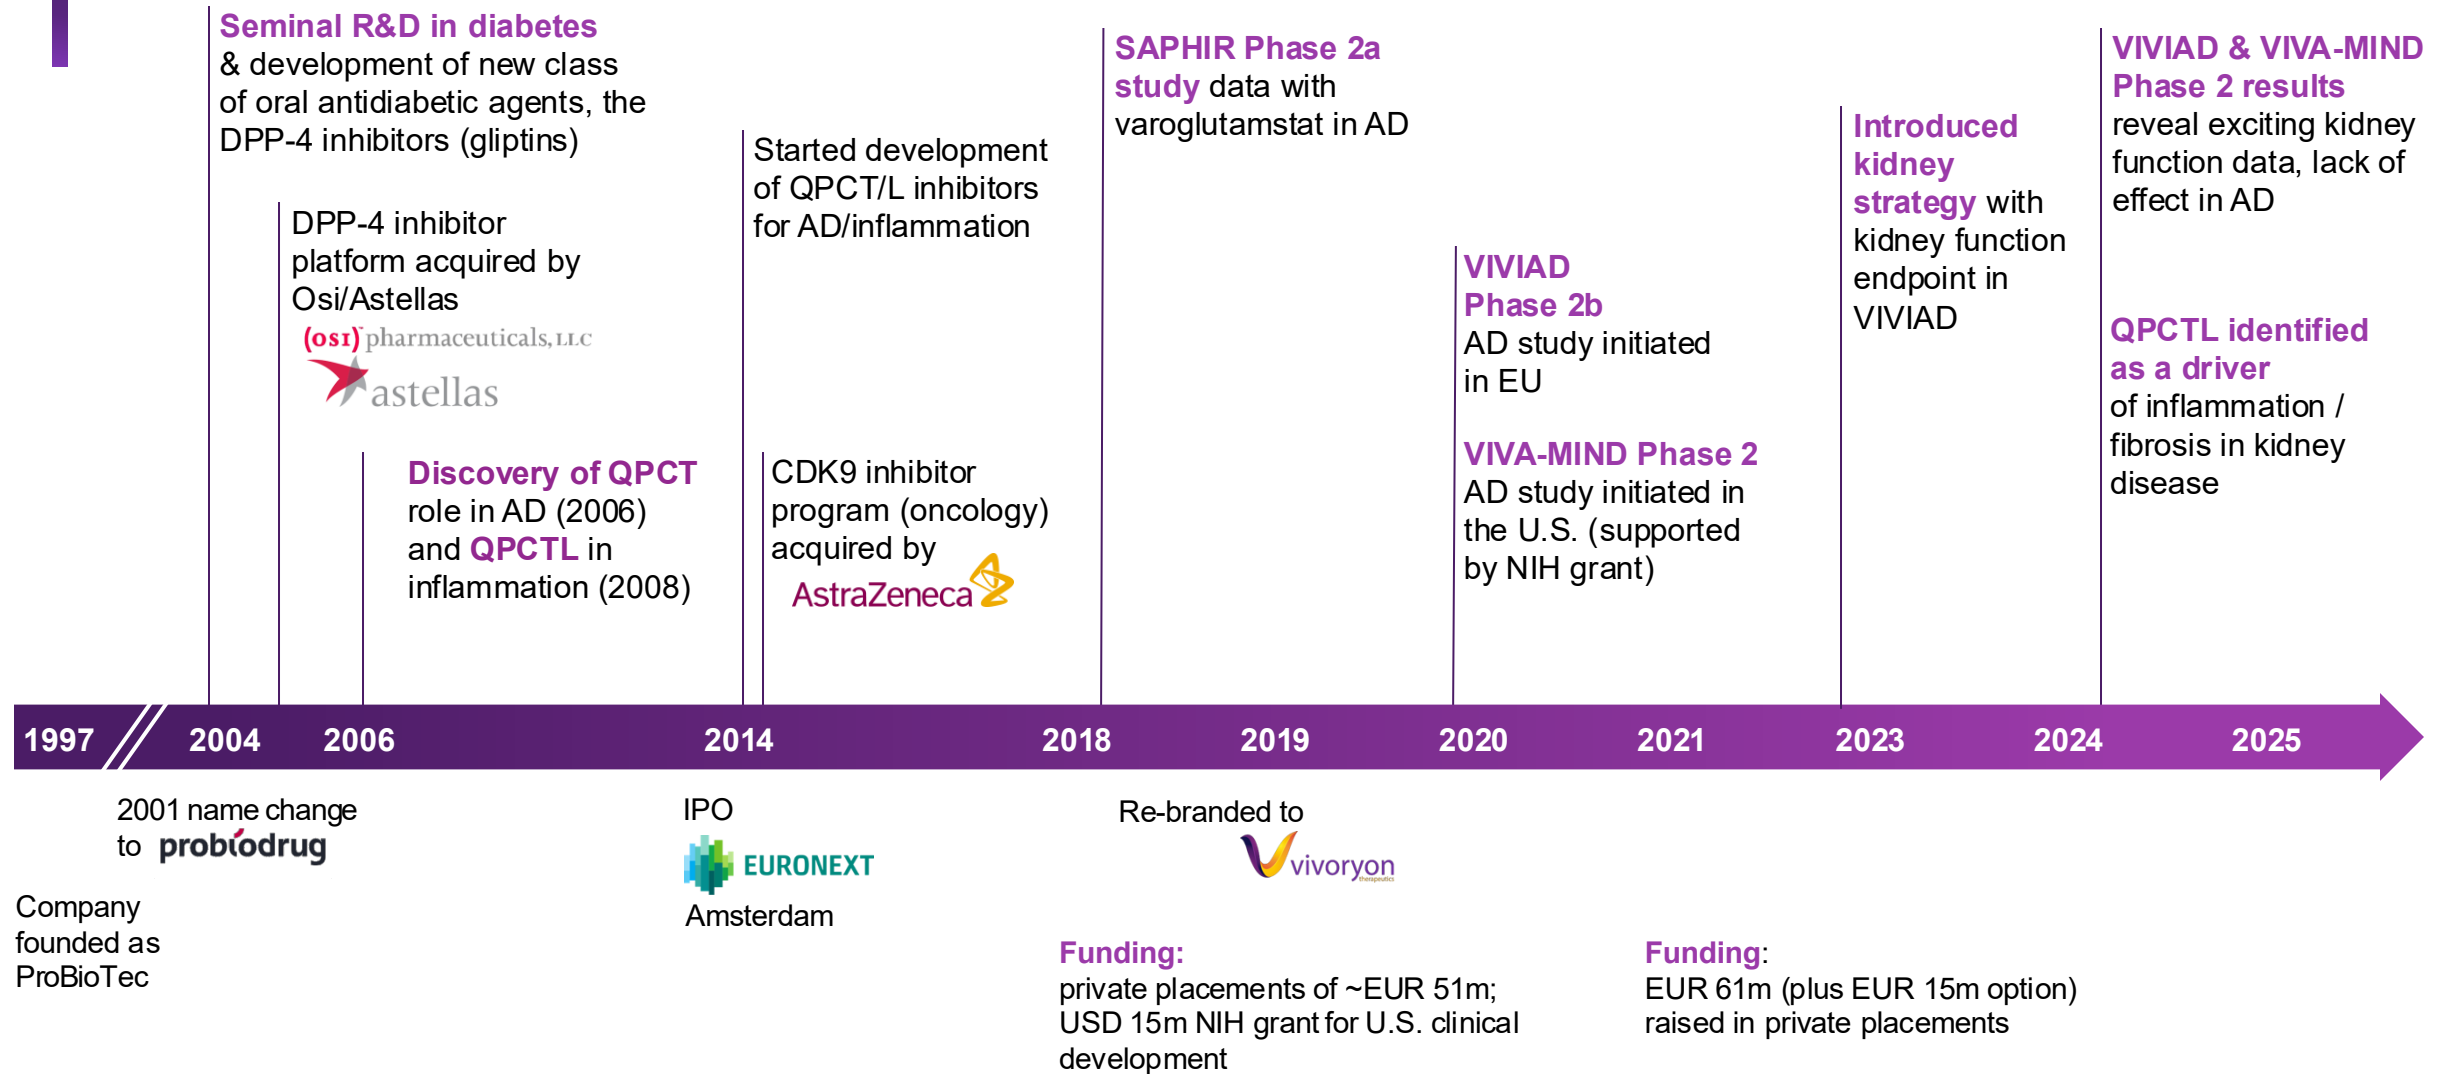 Seminal R&D in diabetes
& development of new class
of oral antidiabetic agents, the
DPP-4 inhibitors (gliptins)
DPP-4 inhibitor
platform acquired by
Osi/Astellas
(osi)™ pharmaceuticals, LLC
astellas
Discovery of QPCT
role in AD (2006)
and QPCTL in
inflammation (2008)
Started development
of QPCT/L inhibitors
for AD/inflammation
CDK9 inhibitor
program (oncology)
acquired by
AstraZeneca
SAPHIR Phase 2a
study data with
varoglutamstat in AD
VIVIAD
Phase 2b
AD study initiated
in EU
VIVA-MIND Phase 2
AD study initiated in
the U.S. (supported
by NIH grant)
Introduced
kidney
strategy with
kidney function
endpoint in
VIVIAD
VIVIAD & VIVA-MIND
Phase 2 results
reveal exciting kidney
function data, lack of
effect in AD
QPCTL identified
as a driver
of inflammation /
fibrosis in kidney
disease
1997 2004 2006 2014 2018 2019 2020 2021 2023 2024 2025
2001 name change
to probiodrug
Company
founded as
ProBioTec
IPO
EURONEXT
Amsterdam
Re-branded to
vivoryon
therapeutics
Funding:
private placements of ~EUR 51m;
USD 15m NIH grant for U.S. clinical
development
Funding:
EUR 61m (plus EUR 15m option)
raised in private placements